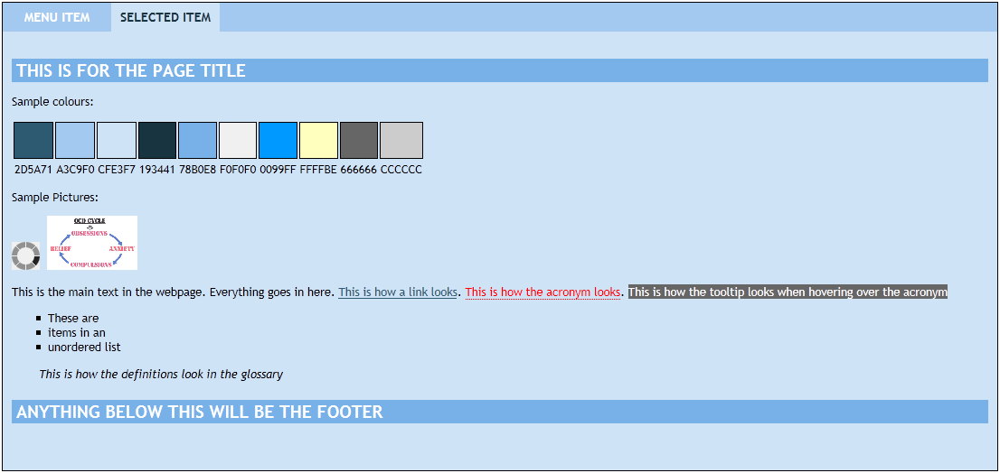 MENU ITEM SELECTED ITEM
THIS IS FOR THE PAGE TITLE
Sample colours:
2D5A71 A3C9F0 CFE3F7 193441 78B0E8 F0F0F0 0099FF FFFFBE 666666 CCCCCC
Sample Pictures:
OCD CYCLE
OBSESSIONS
RELIEF ANXIETY
COMPULSIONS
This is the main text in the webpage. Everything goes in here. This is how a link looks. This is how the acronym looks. This is how the tooltip looks when hovering over the acronym
These are
items in an
unordered list
This is how the definitions look in the glossary
ANYTHING BELOW THIS WILL BE THE FOOTER